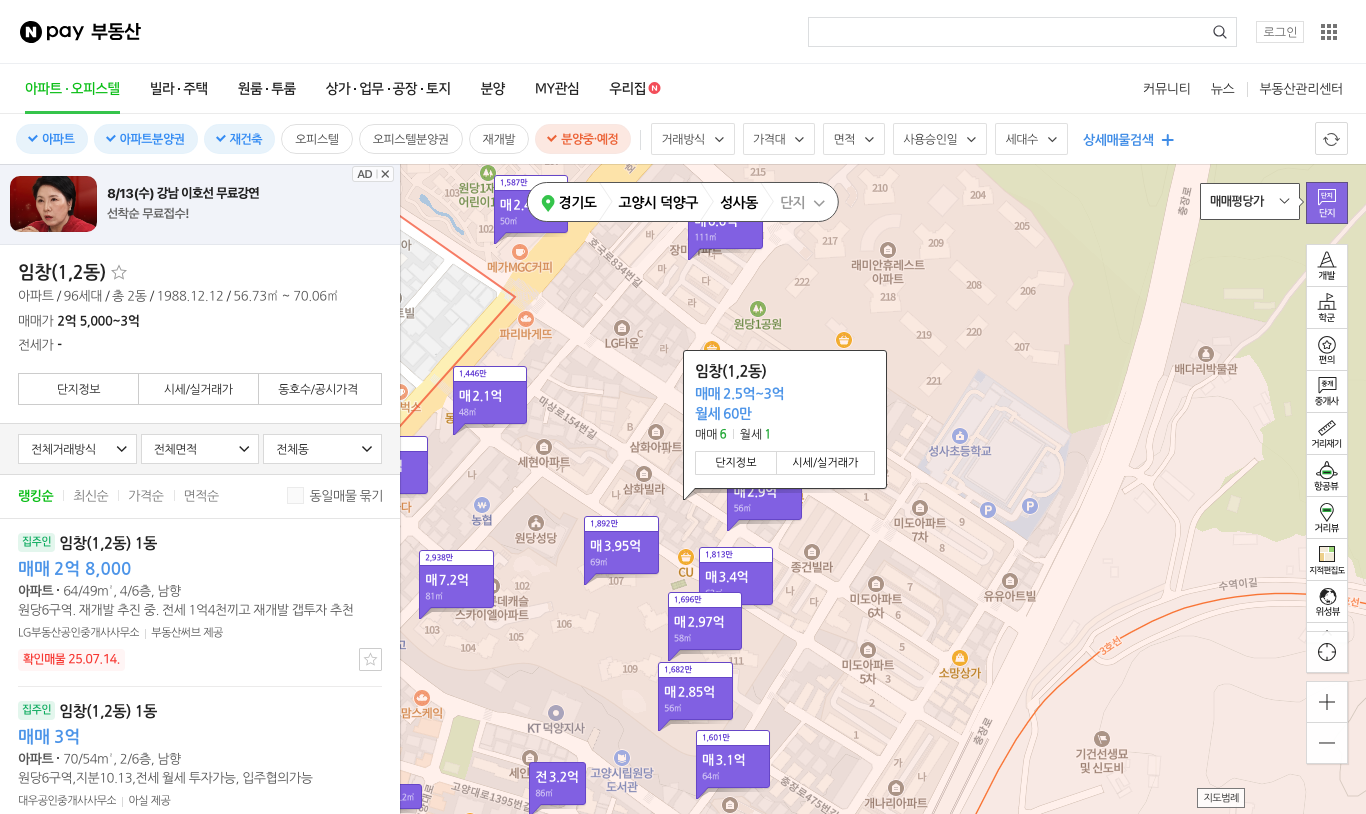 N pay 부동산
로그인
아파트·오피스텔
빌라·주택
원룸·투룸
상가·업무·공장·토지
분양
MY관심
우리집 N
커뮤니티
뉴스
부동산관리센터
아파트
아파트분양권
재건축
오피스텔
오피스텔분양권
재개발
분양중·예정
거래방식
가격대
면적
사용승인일
세대수
상세매물검색
8/13(수) 강남 이호선 무료강연
선착순 무료접수!
AD
임창(1,2동)
아파트 / 96세대 / 총 2동 / 1988.12.12 / 56.73㎡ ~ 70.06㎡
매매가 2억 5,000~3억
전세가 -
단지정보
시세/실거래가
동호수/공시가격
전체거래방식
전체면적
전체동
랭킹순
최신순
가격순
면적순
동일매물 묶기
집주인 임창(1,2동) 1동
매매 2억 8,000
아파트 · 64/49㎡, 4/6층, 남향
원당6구역. 재개발 추진 중. 전세 1억4천끼고 재개발 갭투자 추천
LG부동산공인중개사사무소
부동산써브 제공
확인매물 25.07.14.
집주인 임창(1,2동) 1동
매매 3억
아파트 · 70/54㎡, 2/6층, 남향
원당6구역,지분10.13,전세 월세 투자가능, 입주협의가능
대우공인중개사사무소
아실 제공
경기도
고양시 덕양구
성사동
단지
1,587만
50㎡
111㎡
메가MGC커피
호국로834번길
파리바게뜨
LG타운
원당1공원
래미안휴레스트
아파트
215
210
204
205
209
217
222
218
208
219
220
206
207
221
바
마
라
다
나
가
매매평당가
단지
단지
개발
학군
편의
중개
중개사
거리재기
항공뷰
거리뷰
지적편집도
위성뷰
충장로
배다리박물관
임창(1,2동)
매매 2.5억~3억
월세 60만
매매 6
월세 1
단지정보
시세/실거래가
1,446만
매 2.1억
48㎡
마상로154번길
세현아파트
삼화아파트
삼화빌라
성사초등학교
매 2.9억
56㎡
농협
원당성당
1,892만
매 3.95억
69㎡
2,938만
매 7.2억
81㎡
스카이엘아파트
CU
1,813만
매 3.4억
종건빌라
미도아파트
7차
P
P
미도아파트
6차
유유아트빌
수역이길
3호선
1,696만
매 2.97억
58㎡
미도아파트
5차
소망상가
103
104
105
106
107
109
111
1,682만
매 2.85억
56㎡
맘스케익
KT 덕양지사
1,601만
매 3.1억
64㎡
전 3.2억
86㎡
고양시립원당
도서관
고양대로1395번길
충장로475번길
개나리아파트
충장로
기건선생묘
및 신도비
지도범례